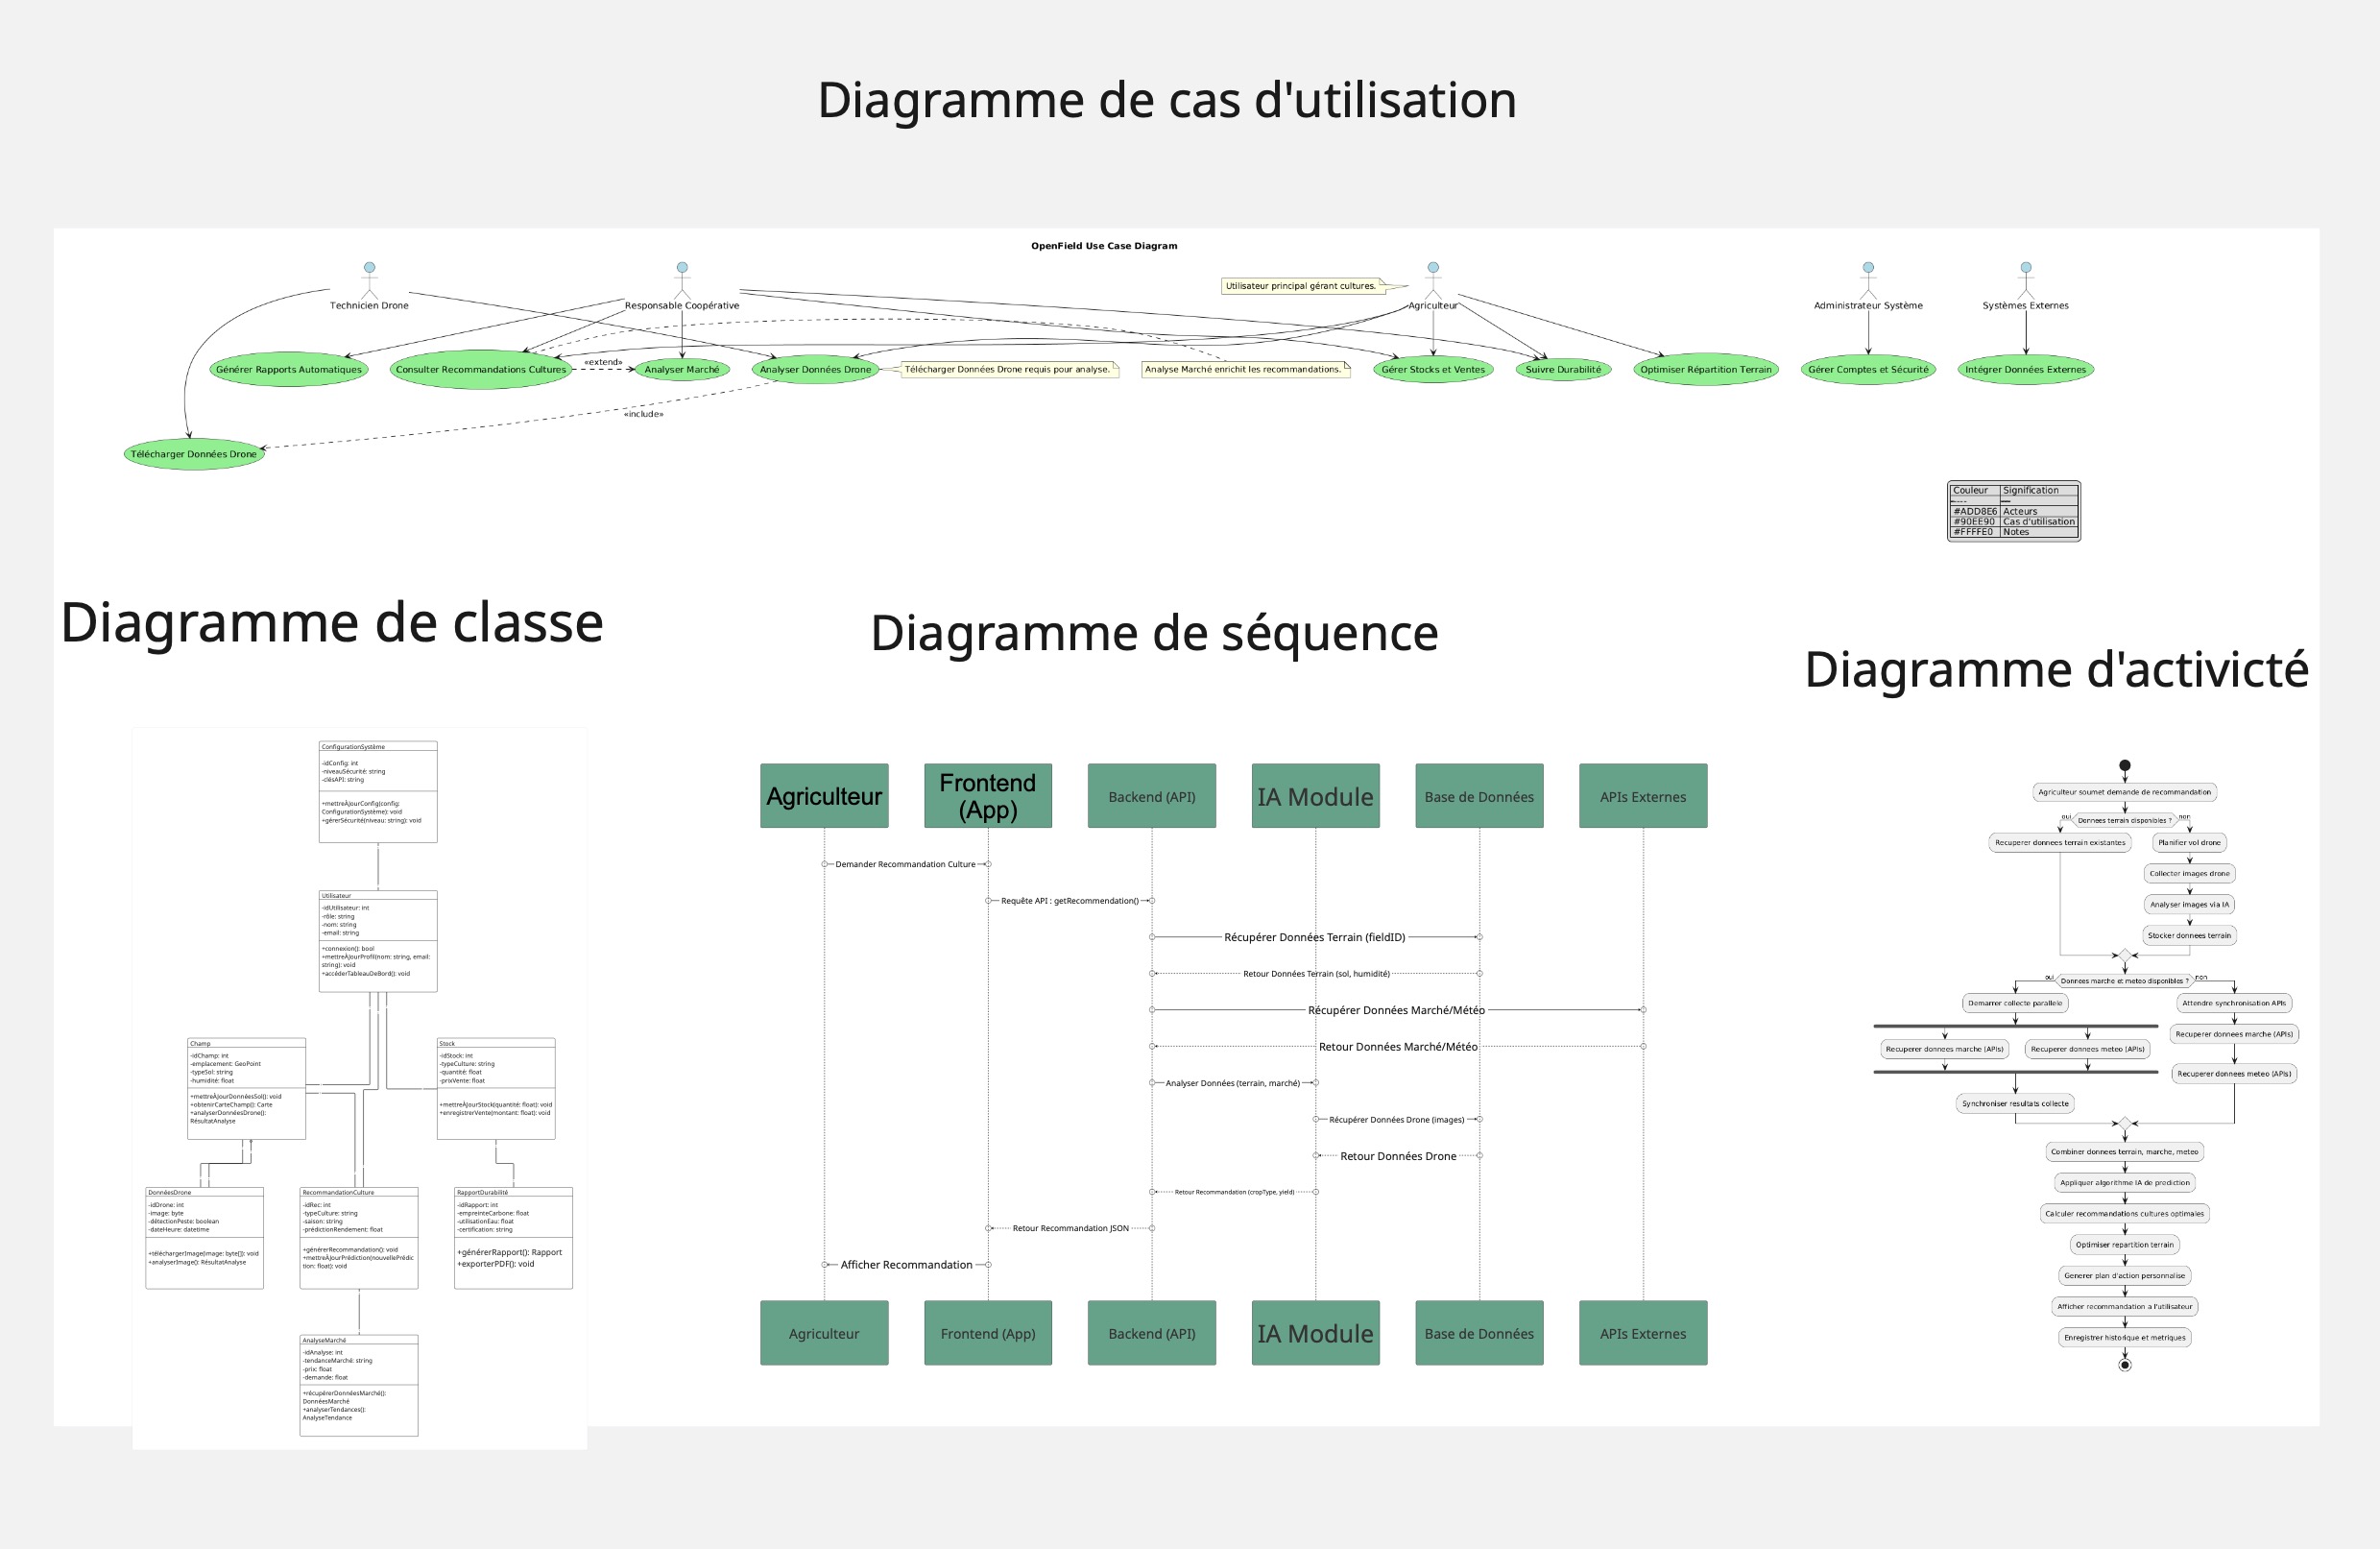 Diagramme de cas d'utilisation
OpenField Use Case Diagram
Technicien Drone
Responsable Coopérative
Utilisateur principal gérant cultures.
Agriculteur
Administrateur Système
Systèmes Externes
Générer Rapports Automatiques
Consulter Recommandations Cultures
«extend»
Analyser Marché
Analyser Données Drone
Télécharger Données Drone requis pour analyse.
Analyse Marché enrichit les recommandations.
Gérer Stocks et Ventes
Suivre Durabilité
Optimiser Répartition Terrain
Gérer Comptes et Sécurité
Intégrer Données Externes
«include»
Télécharger Données Drone
Couleur Signification
#ADD8E6 Acteurs
#90EE90 Cas d'utilisation
#FFFFE0 Notes
Diagramme de classe
ConfigurationSystème
-idConfig: int
-niveauSécurité: string
-clésAPI: string
+mettreÀJourConfig(config:
ConfigurationSystème): void
+gérerSécurité(niveau: string): void
Utilisateur
-idUtilisateur: int
-rôle: string
-nom: string
-email: string
+connexion(): bool
+mettreÀJourProfil(nom: string, email:
string): void
+accéderTableauDeBord(): void
Champ
-idChamp: int
-emplacement: GeoPoint
-typeSol: string
-humidité: float
+mettreÀJourDonnéesSol(): void
+obtenirCarteChamp(): Carte
+analyserDonnéesDrone():
RésultatAnalyse
Stock
-idStock: int
-typeCulture: string
-quantité: float
-prixVente: float
+mettreÀJourStock(quantité: float): void
+enregistrerVente(montant: float): void
DonnéesDrone
-idDrone: int
-image: byte
-détectionPeste: boolean
-dateHeure: datetime
+téléchargerImage(image: byte[]): void
+analyserImage(): RésultatAnalyse
RecommandationCulture
-idRec: int
-typeCulture: string
-saison: string
-prédictionRendement: float
+générerRecommandation(): void
+mettreÀJourPrédiction(nouvellePrédic
tion: float): void
RapportDurabilité
-idRapport: int
-empreinteCarbone: float
-utilisationEau: float
-certification: string
+générerRapport(): Rapport
+exporterPDF(): void
AnalyseMarché
-idAnalyse: int
-tendanceMarché: string
-prix: float
-demande: float
+récupérerDonnéesMarché():
DonnéesMarché
+analyserTendances():
AnalyseTendance
Diagramme de séquence
Agriculteur
Frontend
(App)
Backend (API)
IA Module
Base de Données
APIs Externes
Demander Recommandation Culture
Requête API : getRecommendation()
Récupérer Données Terrain (fieldID)
Retour Données Terrain (sol, humidité)
Récupérer Données Marché/Météo
Retour Données Marché/Météo
Analyser Données (terrain, marché)
Récupérer Données Drone (images)
Retour Données Drone
Retour Recommandation (cropType, yield)
Retour Recommandation JSON
Afficher Recommandation
Agriculteur
Frontend (App)
Backend (API)
IA Module
Base de Données
APIs Externes
Diagramme d'activicté
Agriculteur soumet demande de recommandation
oui
Donnees terrain disponibles ?
non
Recuperer donnees terrain existantes
Planifier vol drone
Collecter images drone
Analyser images via IA
Stocker donnees terrain
oui
Donnees marche et meteo disponibles ?
non
Demarrer collecte parallele
Attendre synchronisation APIs
Recuperer donnees marche (APIs)
Recuperer donnees marche (APIs)
Recuperer donnees meteo (APIs)
Recuperer donnees meteo (APIs)
Synchroniser resultats collecte
Combiner donnees terrain, marche, meteo
Appliquer algorithme IA de prediction
Calculer recommandations cultures optimales
Optimiser repartition terrain
Generer plan d'action personnalise
Afficher recommandation a l'utilisateur
Enregistrer historique et metriques